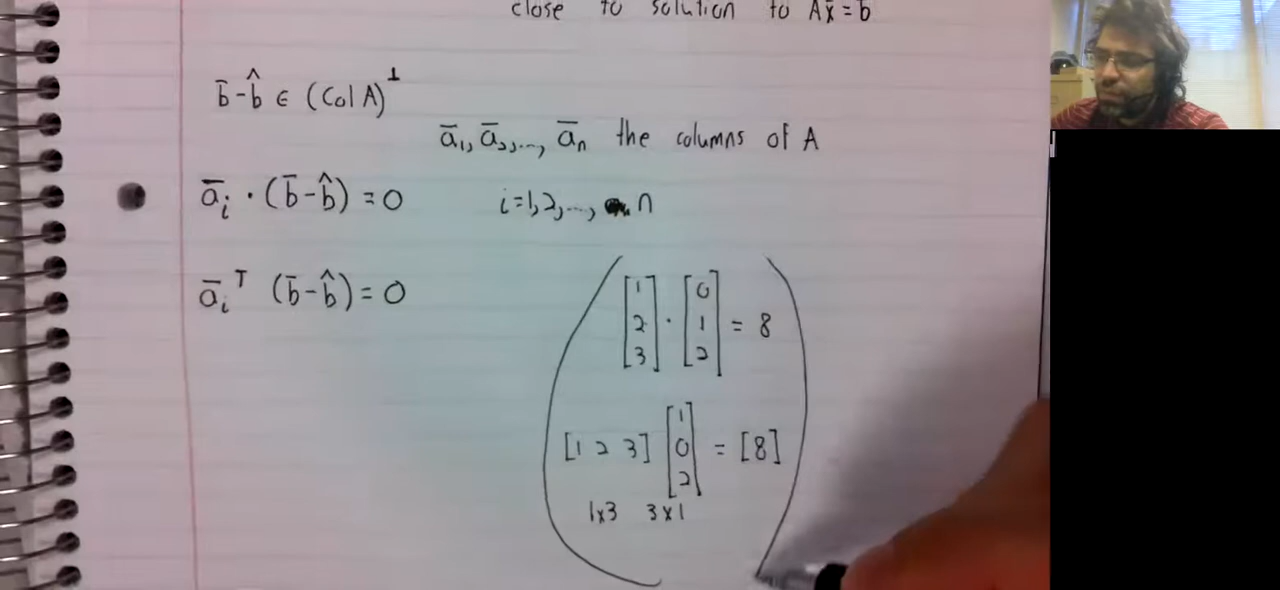 close to solution to Ax̄ = b̄
b̄ - b̂ ∈ (Col A)^⊥
ā₁, ā₂, ..., āₙ the columns of A
āᵢ · (b̄ - b̂) = 0 i = 1, 2, ..., n
āᵢᵀ (b̄ - b̂) = 0
[1 2 3] · [0 1 2] = 8
[1 2 3] [1 0 2] = [8]
1x3 3x1